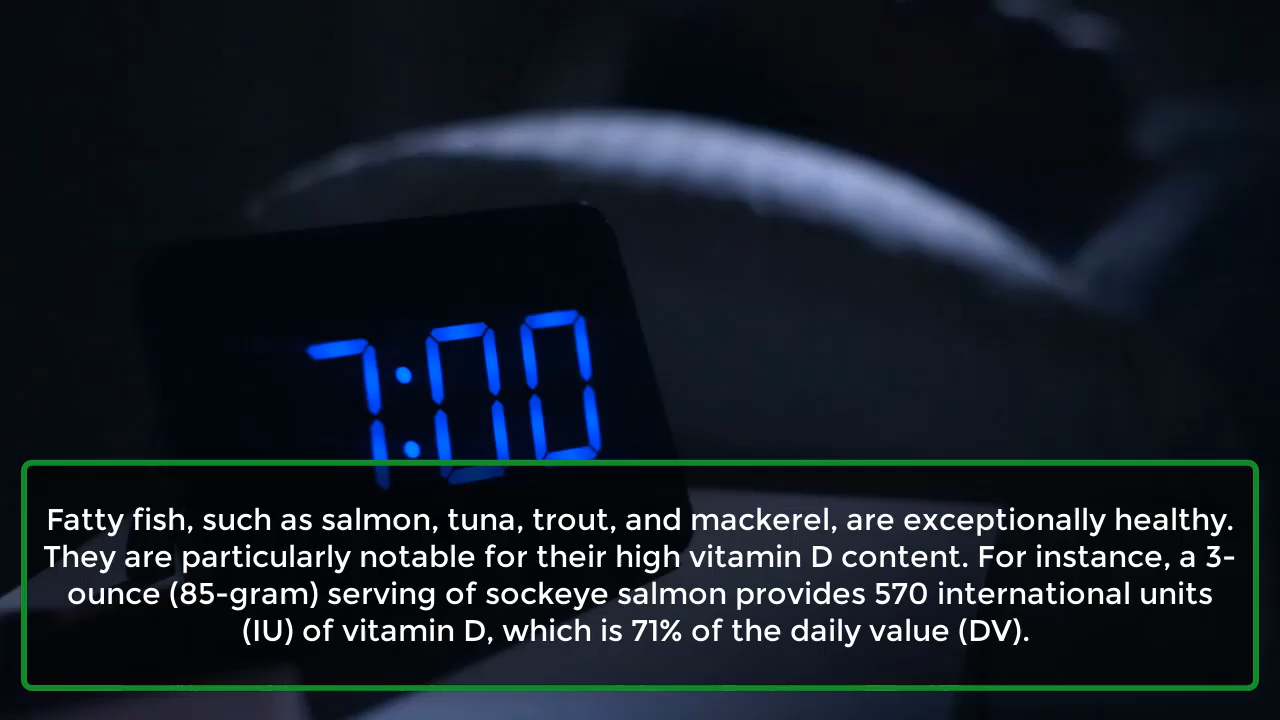 7:00
Fatty fish, such as salmon, tuna, trout, and mackerel, are exceptionally healthy.
They are particularly notable for their high vitamin D content. For instance, a 3-
ounce (85-gram) serving of sockeye salmon provides 570 international units
(IU) of vitamin D, which is 71% of the daily value (DV).